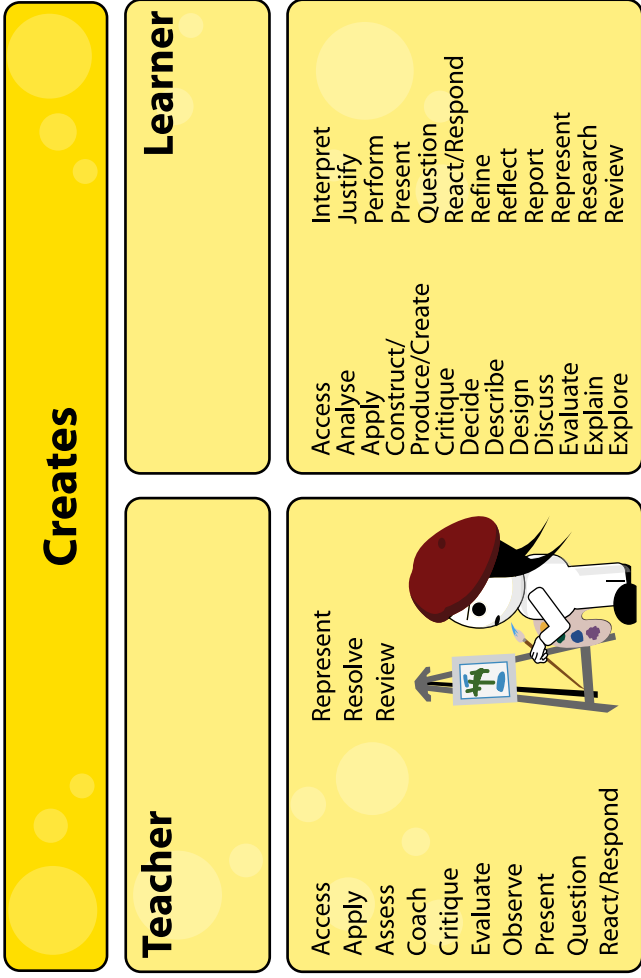 Creates
Teacher
Access
Apply
Assess
Coach
Critique
Evaluate
Observe
Present
Question
React/Respond
Represent
Resolve
Review
Learner
Access
Analyse
Apply
Construct/
Produce/Create
Critique
Decide
Describe
Design
Discuss
Evaluate
Explain
Explore
Interpret
Justify
Perform
Present
Question
React/Respond
Refine
Reflect
Report
Represent
Research
Review